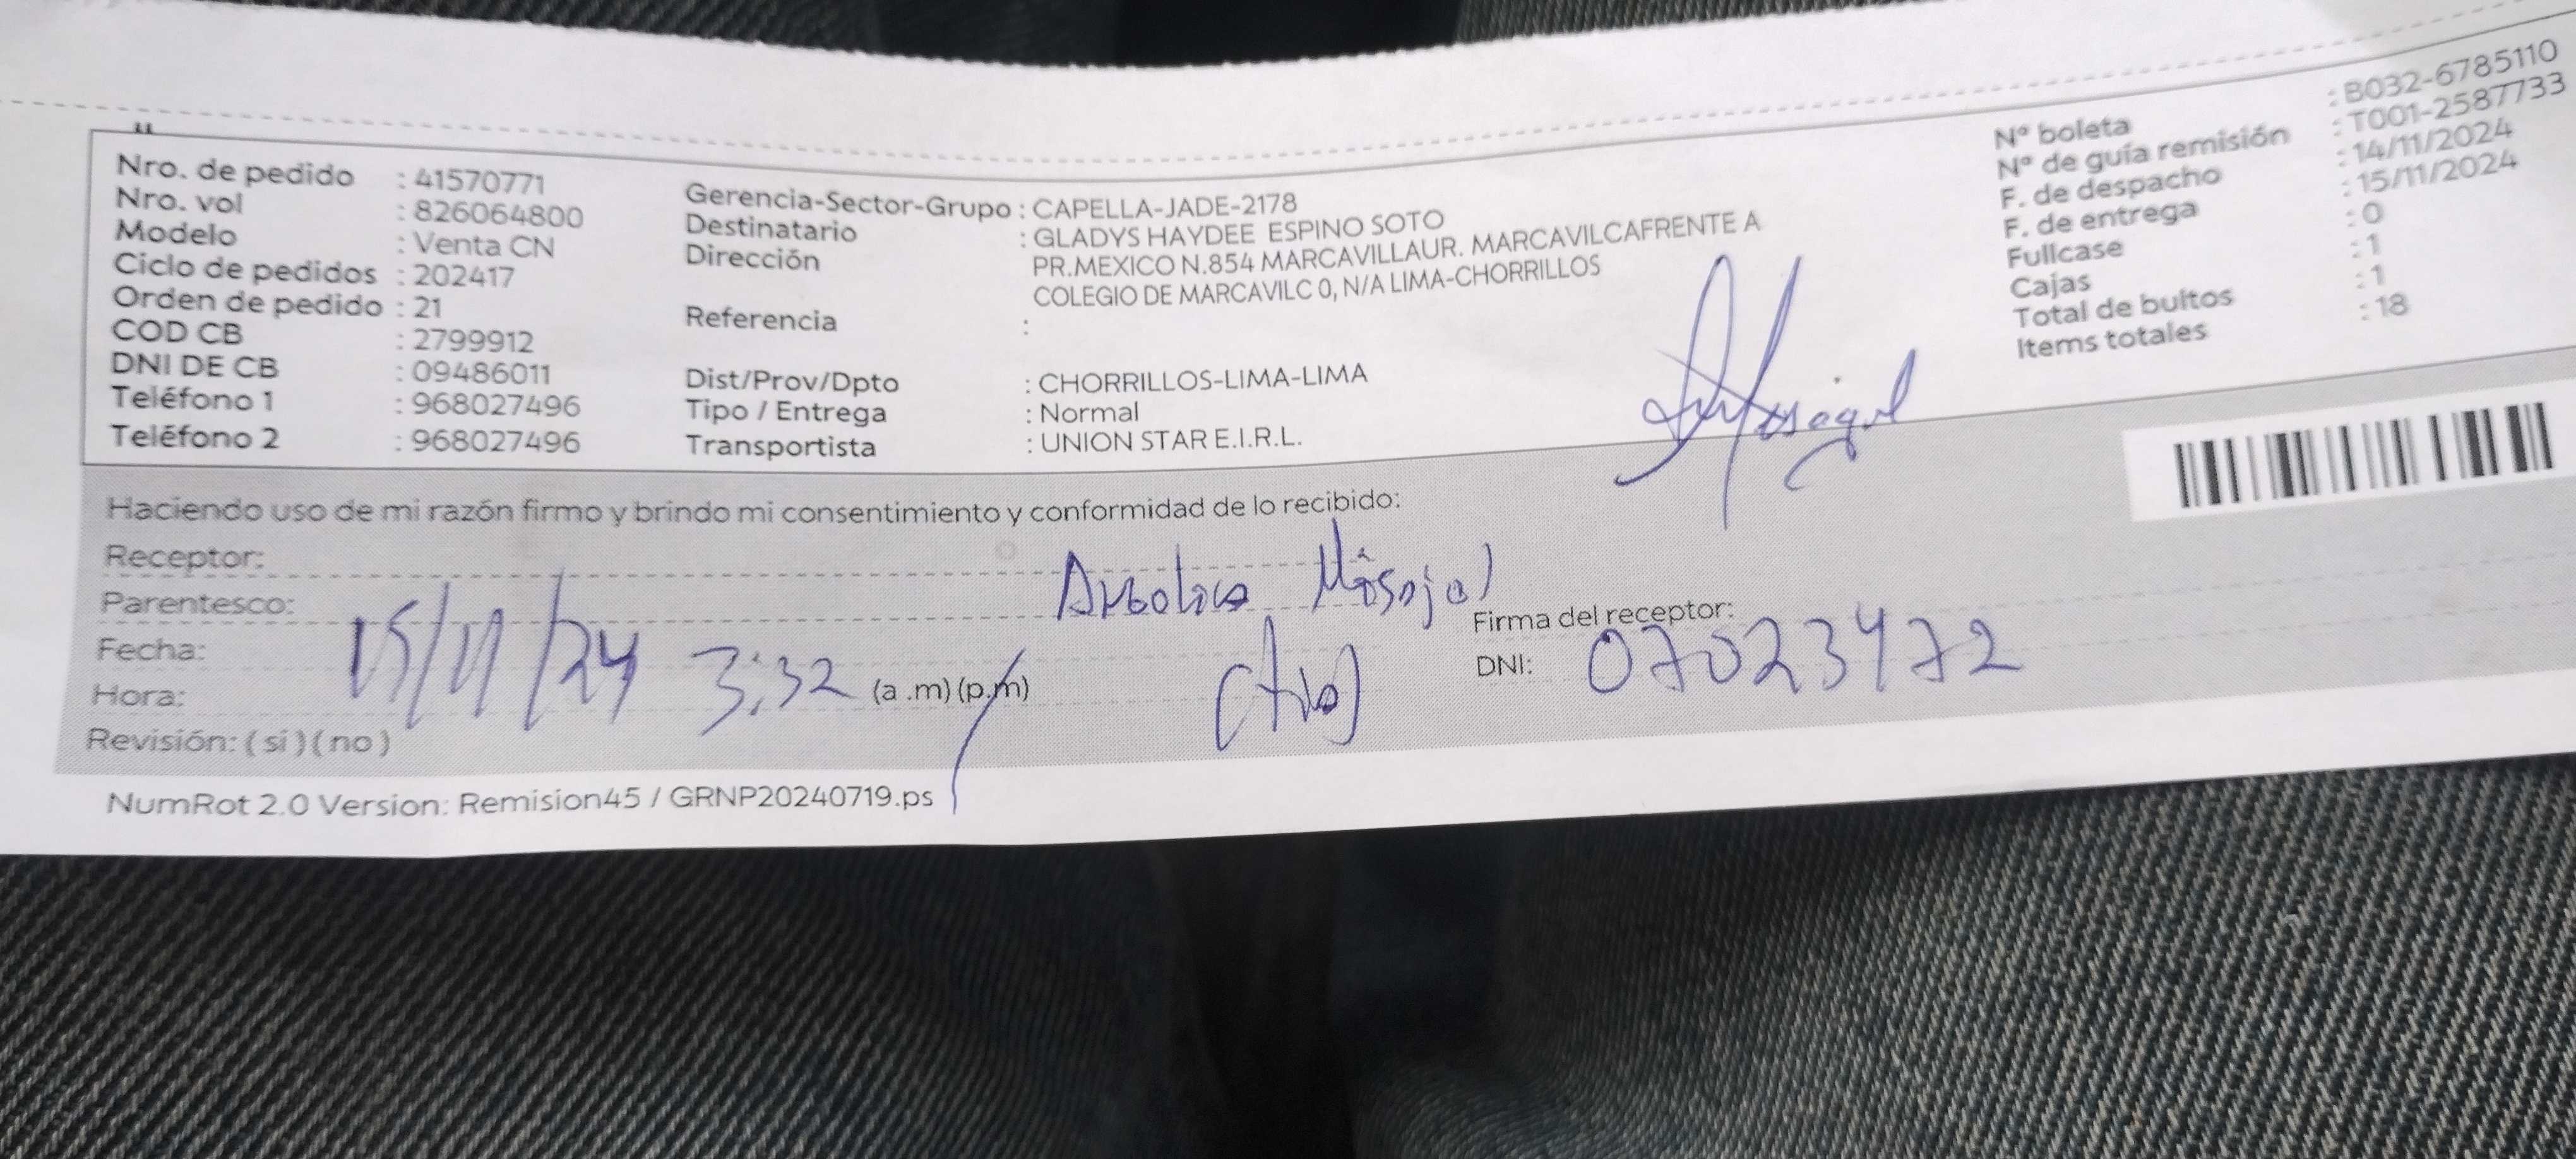 Nro. de pedido : 41570771
Nro. vol : 826064800
Modelo : Venta CN
Ciclo de pedidos : 202417
Orden de pedido : 21
COD CB : 2799912
DNI DE CB : 09486011
Teléfono 1 : 968027496
Teléfono 2 : 968027496
Gerencia-Sector-Grupo : CAPELLA-JADE-2178
Destinatario : GLADYS HAYDEE ESPINO SOTO
Dirección PR.MEXICO N.854 MARCAVILLAUR. MARCAVILCAFRENTE A
COLEGIO DE MARCAVILC 0, N/A LIMA-CHORRILLOS
Referencia :
Dist/Prov/Dpto : CHORRILLOS-LIMA-LIMA
Tipo / Entrega : Normal
Transportista : UNION STAR E.I.R.L.
Nº boleta : B032-6785110
Nº de guía remisión : T001-2587733
F. de despacho : 14/11/2024
F. de entrega : 15/11/2024
Fullcase : 0
Cajas : 1
Total de bultos : 1
Items totales : 18
Haciendo uso de mi razón firmo y brindo mi consentimiento y conformidad de lo recibido:
Receptor:
Parentesco:
Firma del receptor:
Fecha: 15/11/24
DNI: 07023472
Hora: 3:32 (a .m) (p.m)
Revisión: ( si ) ( no )
NumRot 2.0 Version: Remision45 / GRNP20240719.ps